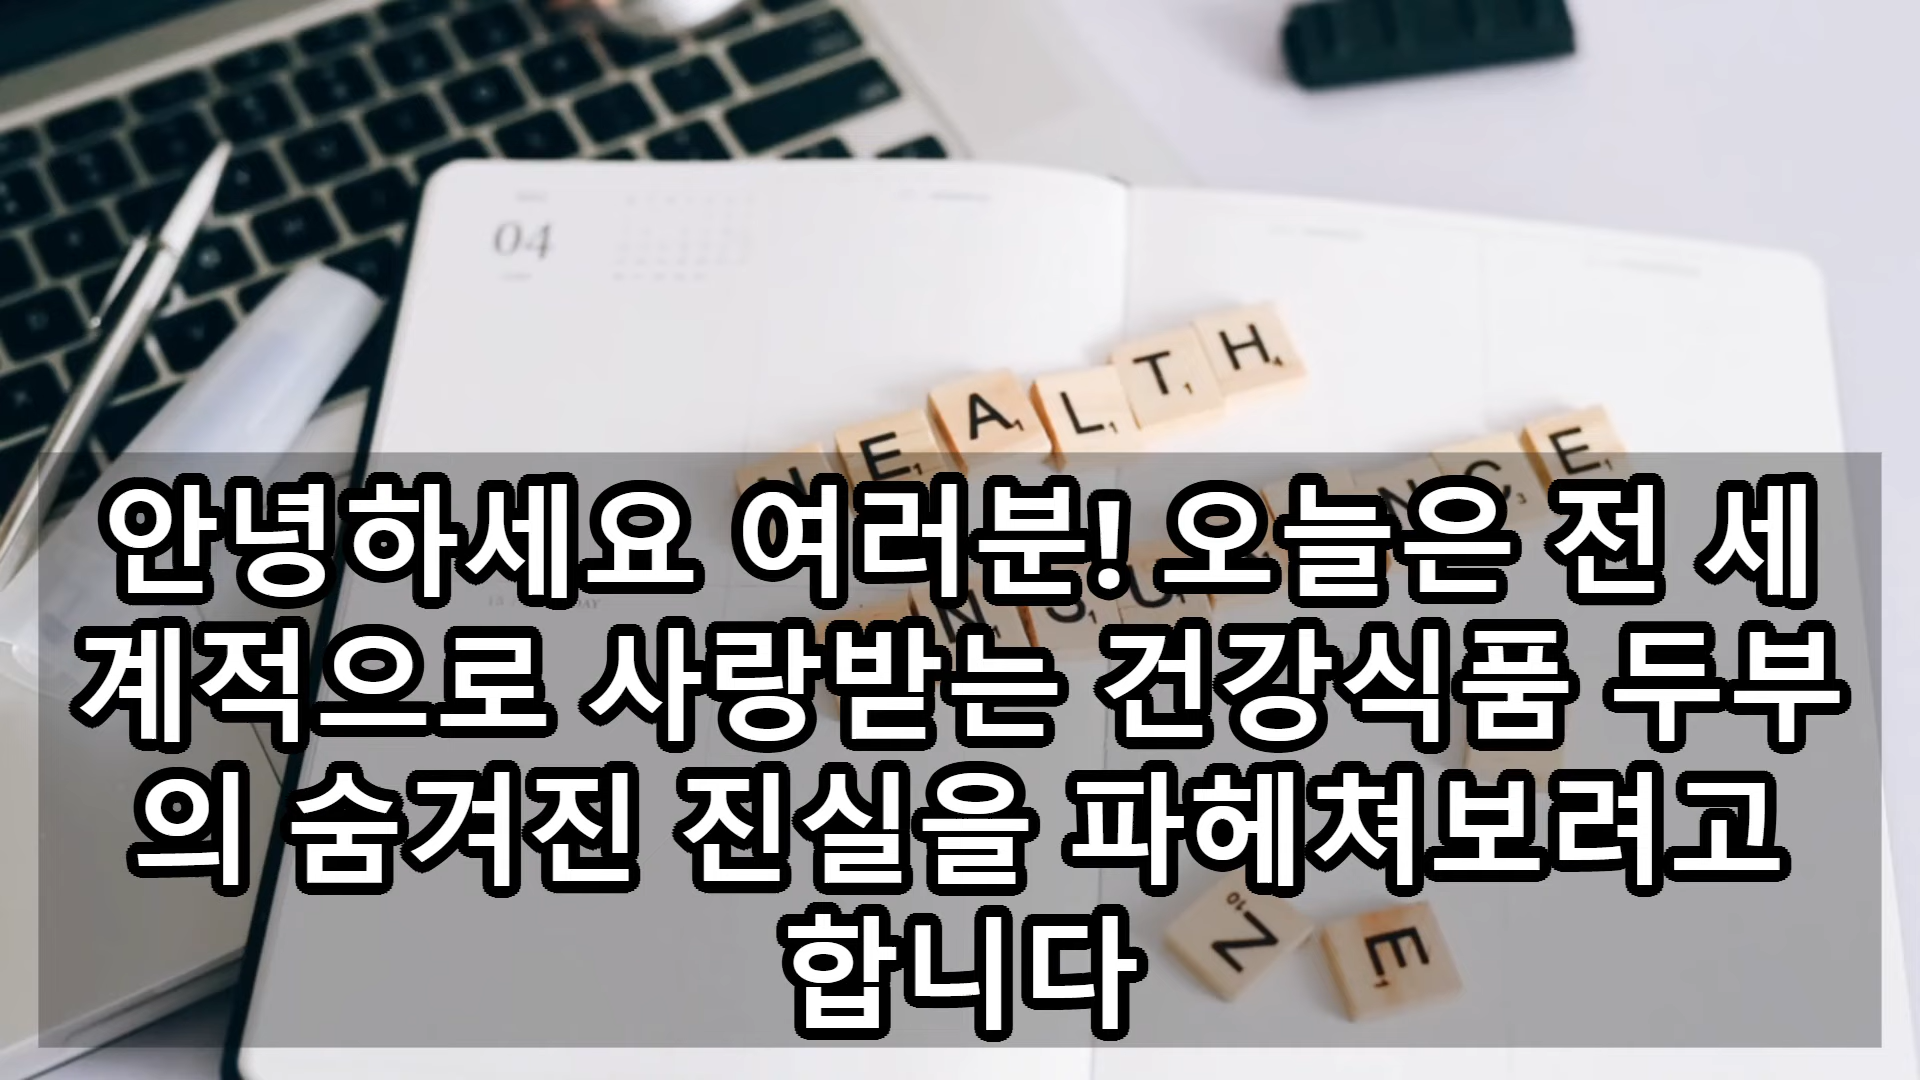 04
HEALTH
안녕하세요 여러분! 오늘은 전 세
계적으로 사랑받는 건강식품 두부
의 숨겨진 진실을 파헤쳐보려고
합니다
Z
E